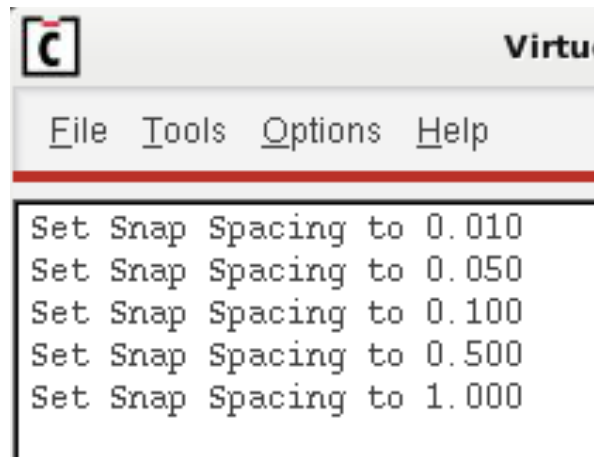 Virtu
File Tools Options Help
Set Snap Spacing to 0.010
Set Snap Spacing to 0.050
Set Snap Spacing to 0.100
Set Snap Spacing to 0.500
Set Snap Spacing to 1.000